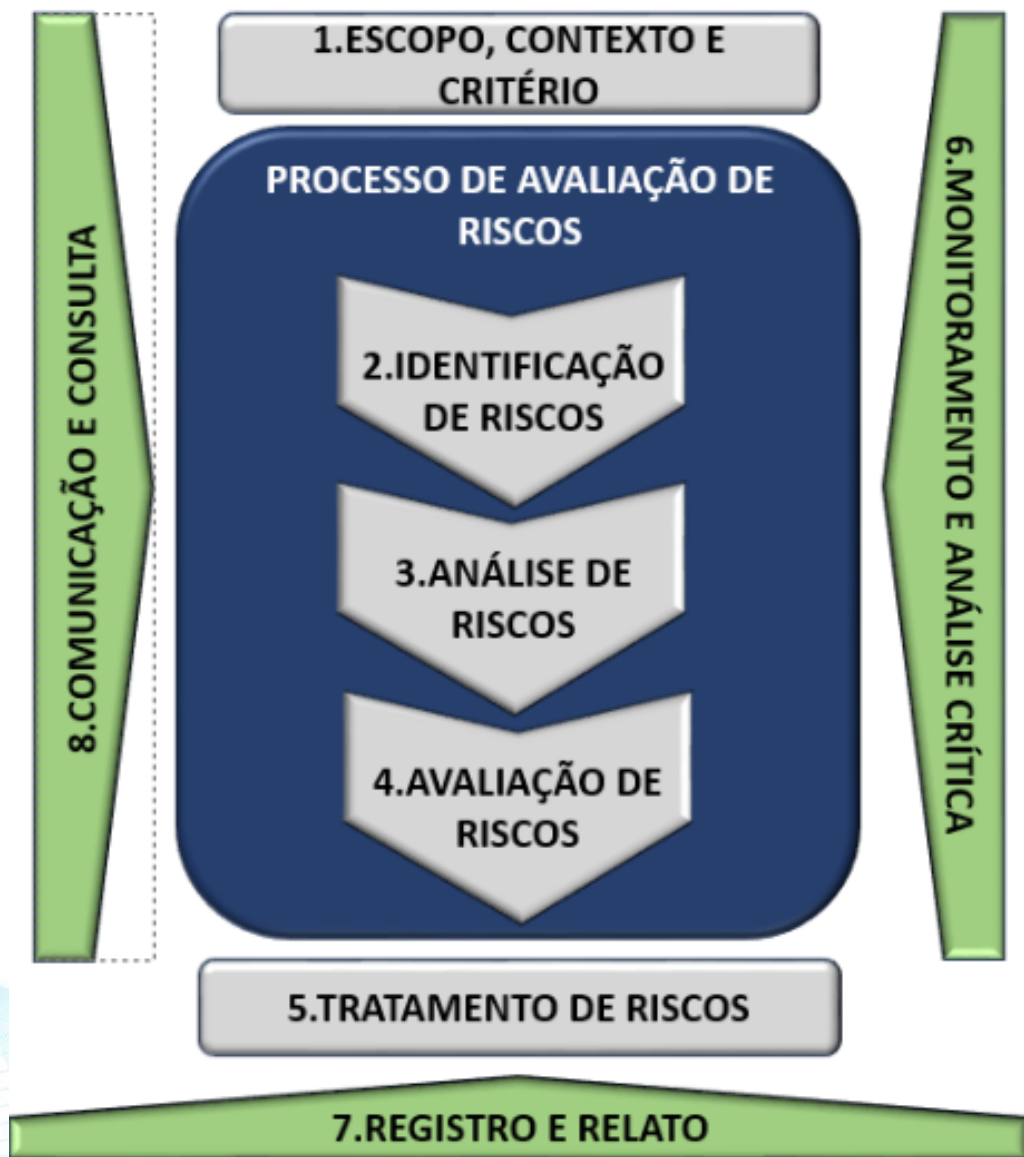 1.ESCOPO, CONTEXTO E
CRITÉRIO
PROCESSO DE AVALIAÇÃO DE
RISCOS
2.IDENTIFICAÇÃO
DE RISCOS
3.ANÁLISE DE
RISCOS
4.AVALIAÇÃO DE
RISCOS
5.TRATAMENTO DE RISCOS
6.MONITORAMENTO E ANÁLISE CRÍTICA
7.REGISTRO E RELATO
8.COMUNICAÇÃO E CONSULTA